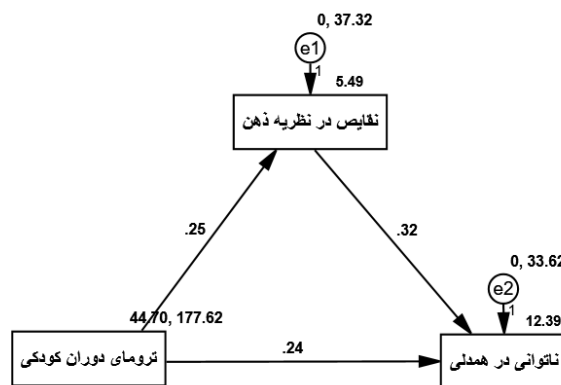 0, 37.32
e1
1
5.49
نقایص در نظریه ذهن
.25
.32
0, 33.62
e2
1
44.70, 177.62
12.39
ترومای دوران کودکی
.24
ناتوانی در همدلی